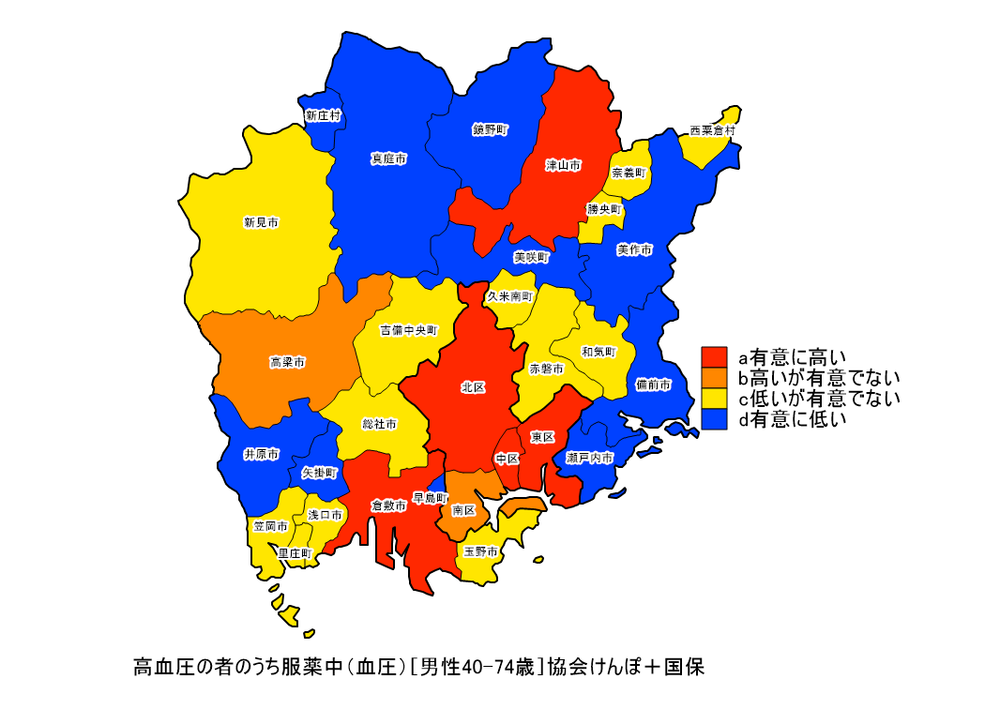 新庄村
鏡野町
西粟倉村
真庭市
津山市
奈義町
勝央町
新見市
美作市
美咲町
久米南町
吉備中央町
和気町
高梁市
赤磐市
備前市
北区
総社市
東区
井原市
中区
瀬戸内市
矢掛町
早島町
倉敷市
南区
浅口市
笠岡市
里庄町
玉野市
a有意に高い
b高いが有意でない
c低いが有意でない
d有意に低い
高血圧の者のうち服薬中（血圧）［男性40-74歳］協会けんぽ＋国保